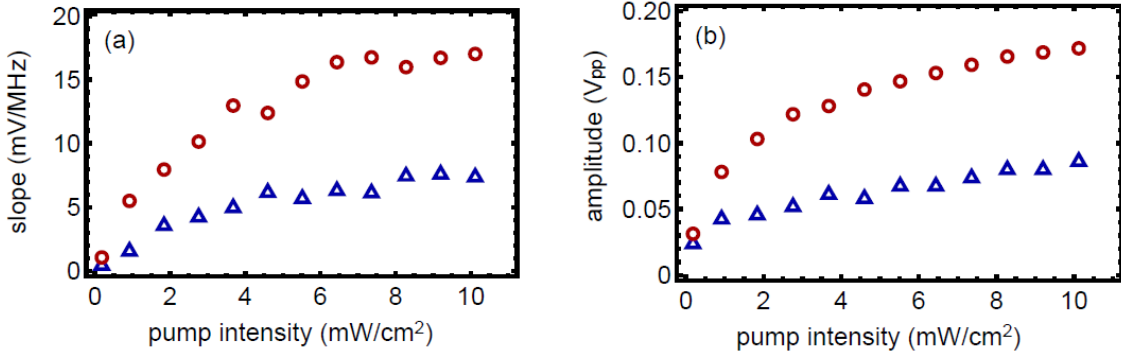 (a)
20
15
10
5
0
slope (mV/MHz)
0 2 4 6 8 10
pump intensity (mW/cm²)
(b)
0.20
0.15
0.10
0.05
0
amplitude (Vpp)
0 2 4 6 8 10
pump intensity (mW/cm²)